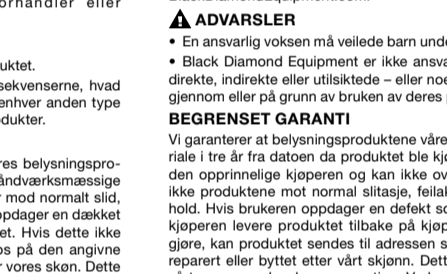 forhandler eller
uktet.
sekvenserne, hvad
enhver anden type
dukter.
res belysningspro-
åndværksmæssige
r mod normalt slid,
opdager en dækket
et. Hvis dette ikke
os på den angivne
r vores skøn. Dette
BlackDiamondEquipment.com.
ADVARSLER
• En ansvarlig voksen må veilede barn unde
• Black Diamond Equipment er ikke ansva
direkte, indirekte eller utilsiktede – eller noe
gjennom eller på grunn av bruken av deres
BEGRENSET GARANTI
Vi garanterer at belysningsproduktene våre
riale i tre år fra datoen da produktet ble kjø
den opprinnelige kjøperen og kan ikke ov
ikke produktene mot normal slitasje, feilak
hold. Hvis brukeren oppdager en defekt so
kjøperen levere produktet tilbake på kjøp
gjøre, kan produktet sendes til adressen s
reparert eller byttet etter vårt skjønn. Dett